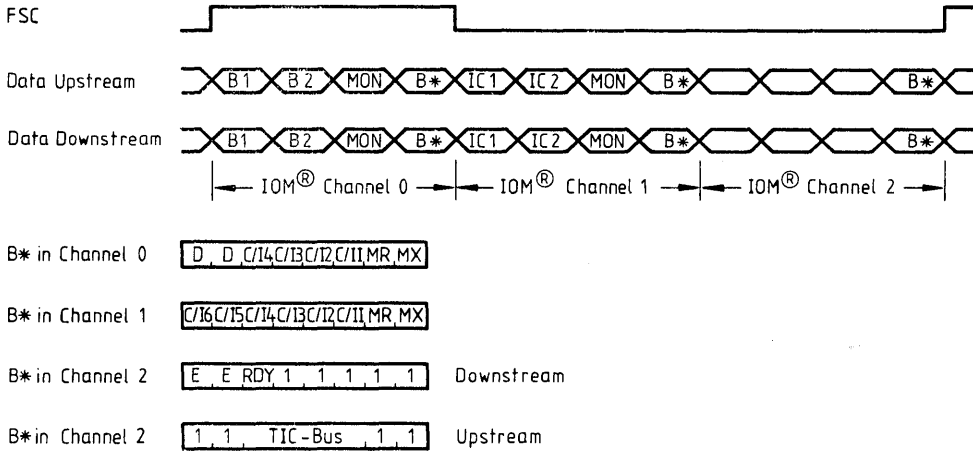 FSC
Data Upstream B1 B2 MON B* IC1 IC2 MON B* B*
Data Downstream B1 B2 MON B* IC1 IC2 MON B* B*
IOM® Channel 0 IOM® Channel 1 IOM® Channel 2
B* in Channel 0 D D C/I4 C/I3 C/I2 C/I1 MR MX
B* in Channel 1 C/I6 C/I5 C/I4 C/I3 C/I2 C/I1 MR MX
B* in Channel 2 E E RDY 1 1 1 1 1 Downstream
B* in Channel 2 1 1 TIC-Bus 1 1 Upstream